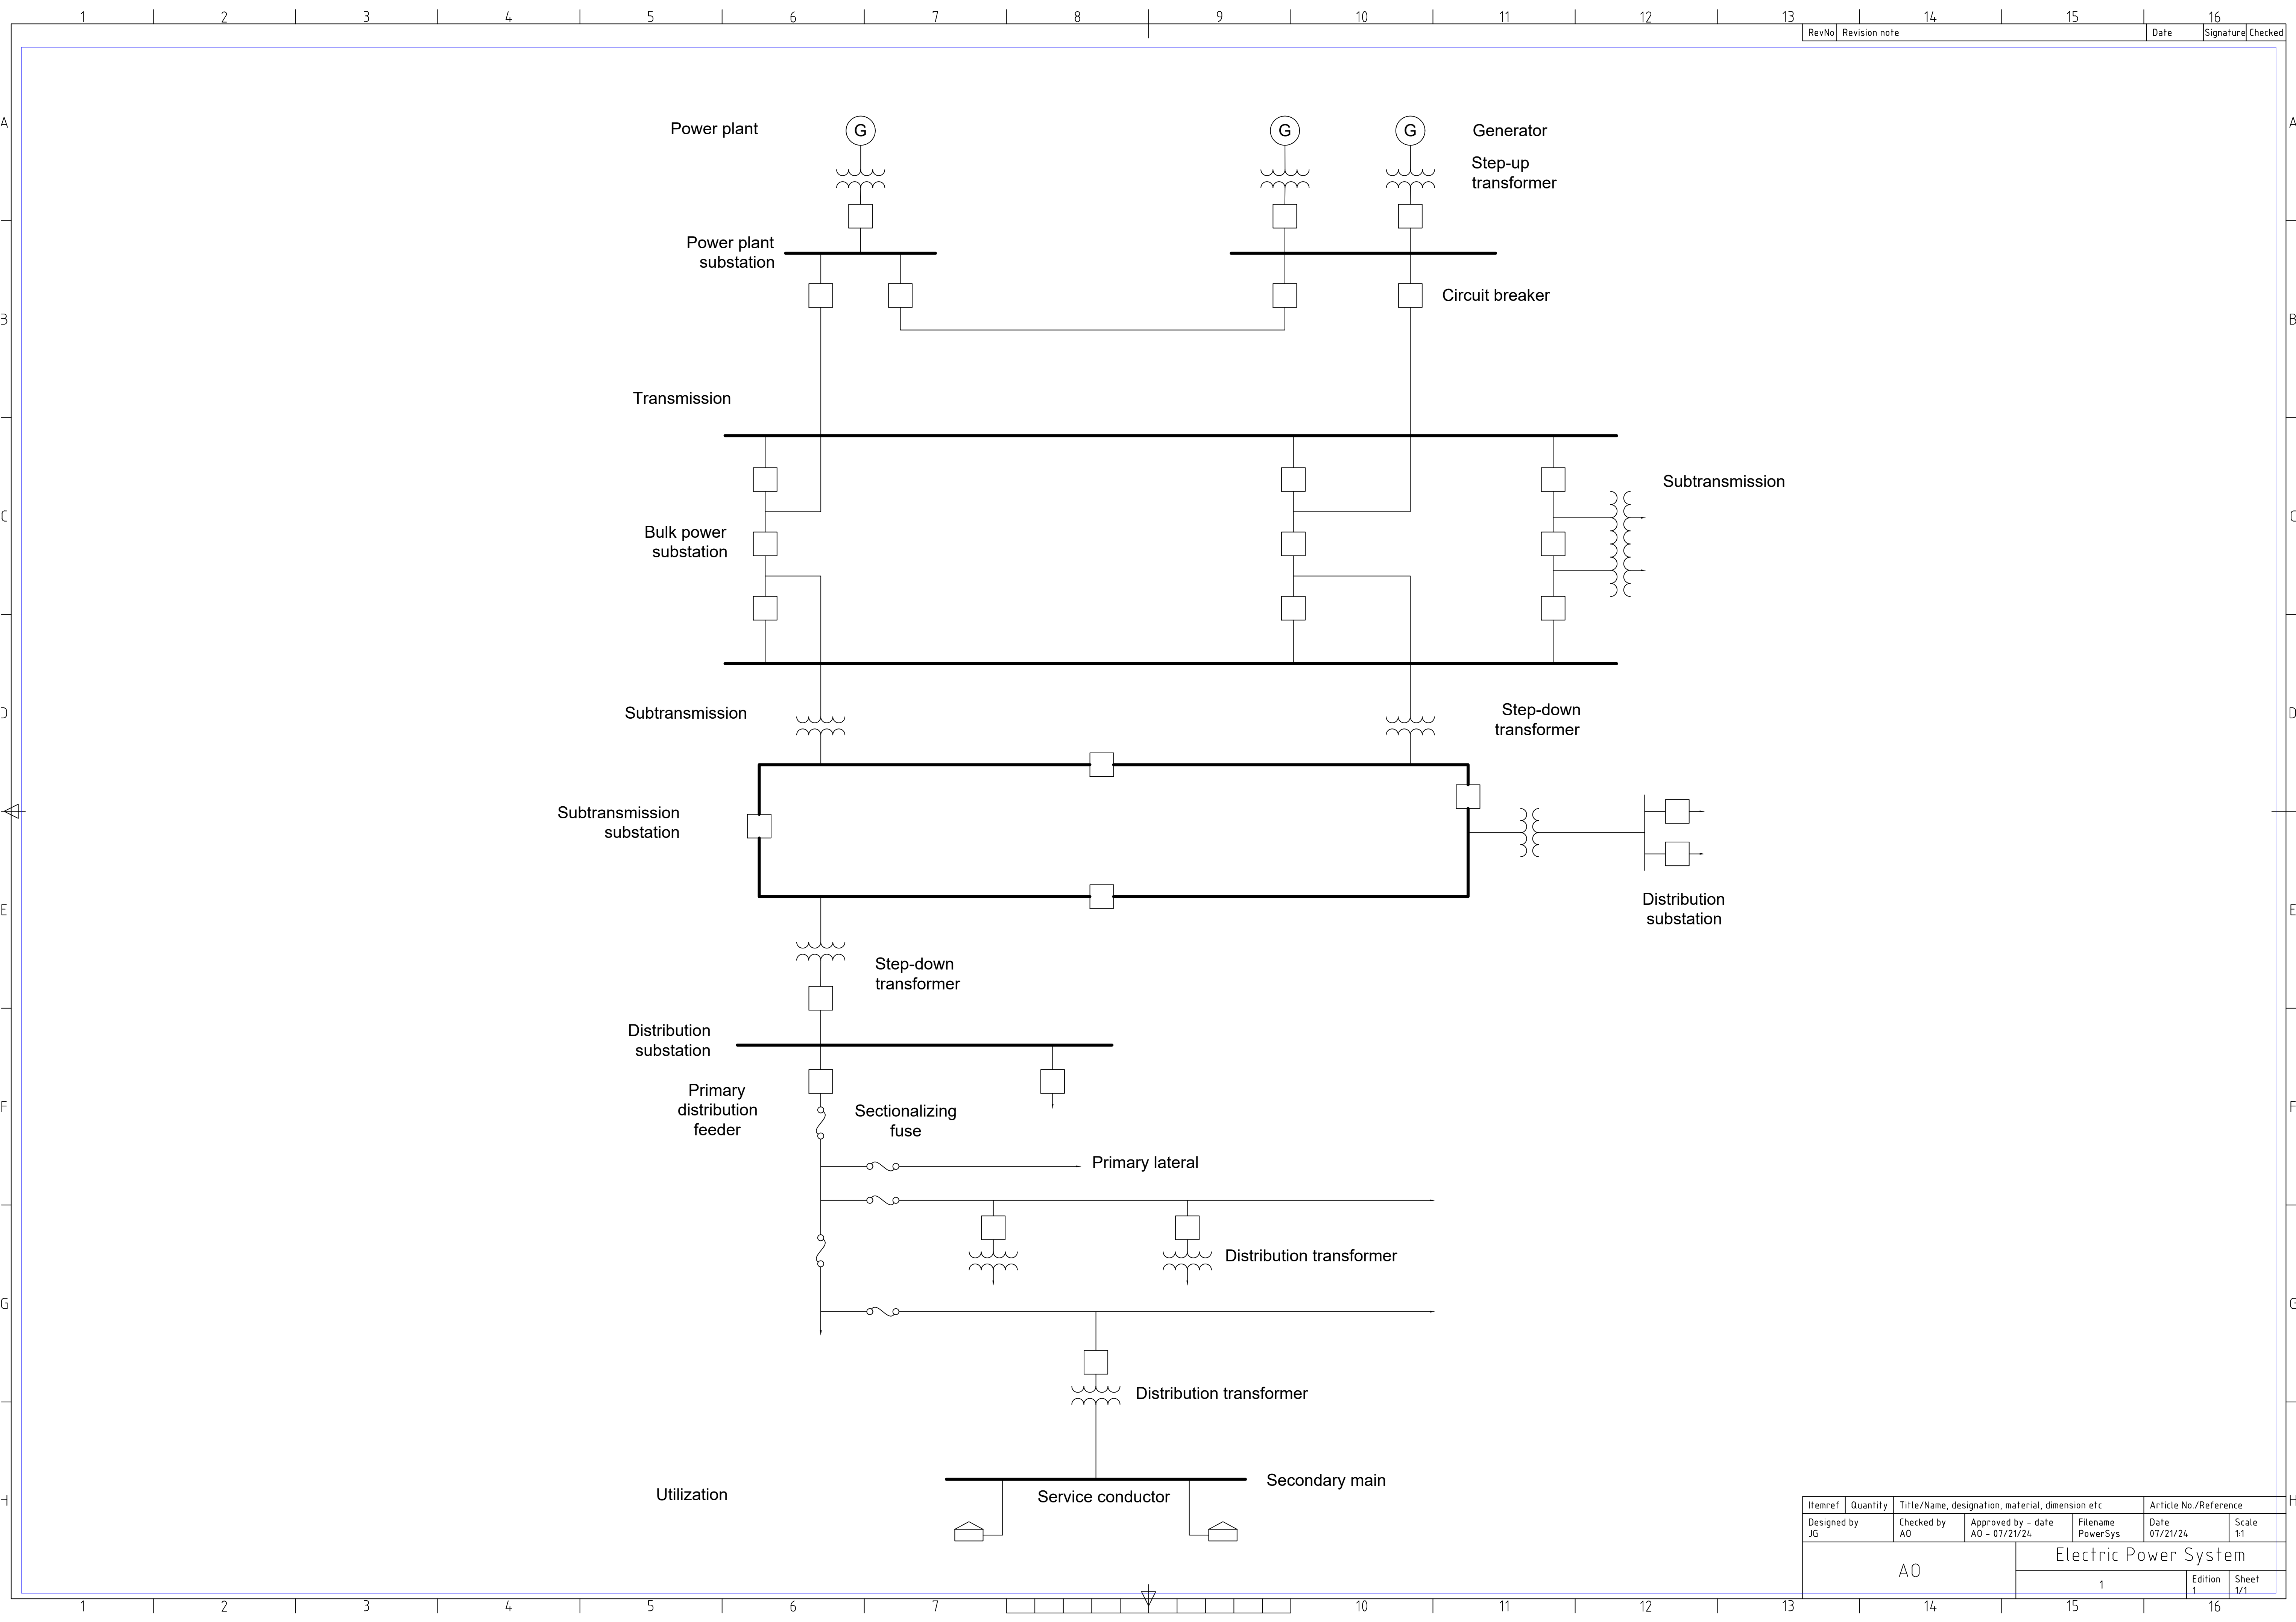 1 2 3 4 5 6 7 8 9 10 11 12 13 14 15 16
RevNo Revision note Date Signature Checked
A A
Power plant G G G Generator
Step-up
transformer
Power plant
substation
Circuit breaker
B B
Transmission
Subtransmission
C C
Bulk power
substation
Subtransmission
Step-down
transformer
D D
Subtransmission
substation
Distribution
substation
E E
Step-down
transformer
Distribution
substation
Primary
distribution
feeder
Sectionalizing
fuse
F F
Primary lateral
Distribution transformer
G G
Distribution transformer
Secondary main
Utilization
Service conductor
H H
Itemref Quantity Title/Name, designation, material, dimension etc Article No./Reference
Designed by Checked by Approved by - date Filename Date Scale
JG AO AO - 07/21/24 PowerSys 07/21/24 1:1
AO
Electric Power System
1
Edition Sheet
1 1/1
1 2 3 4 5 6 7 10 11 12 13 14 15 16